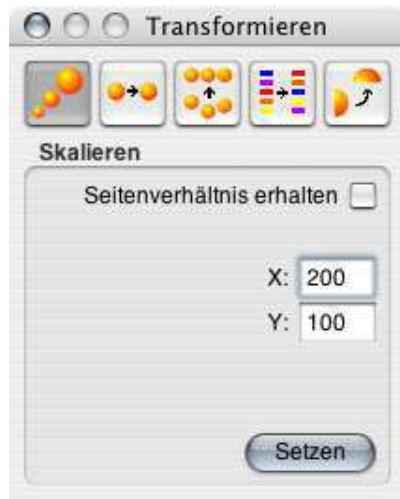 Transformieren
Skalieren
Seitenverhältnis erhalten
X: 200
Y: 100
Setzen